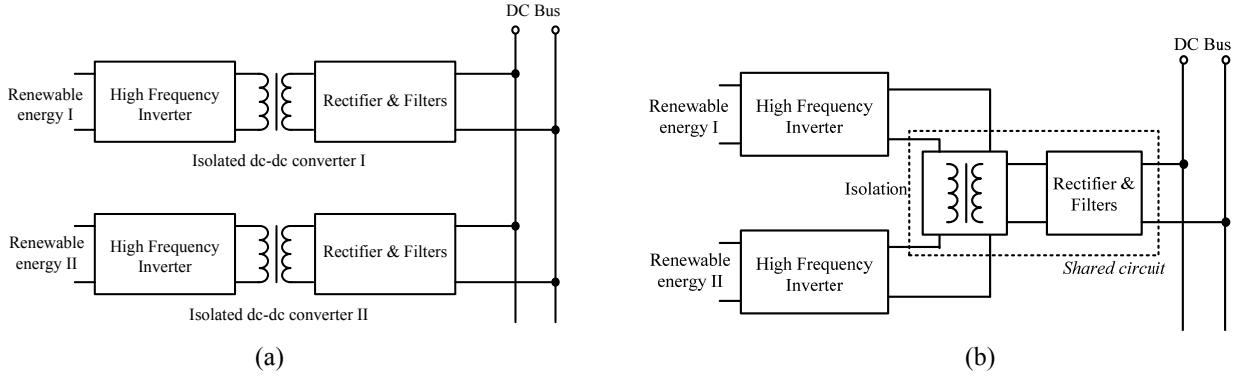 DC Bus
Renewable
energy I
High Frequency
Inverter
Rectifier & Filters
Isolated dc-dc converter I
Renewable
energy II
High Frequency
Inverter
Rectifier & Filters
Isolated dc-dc converter II
(a)
DC Bus
Renewable
energy I
High Frequency
Inverter
Isolation
Rectifier &
Filters
Renewable
energy II
High Frequency
Inverter
Shared circuit
(b)